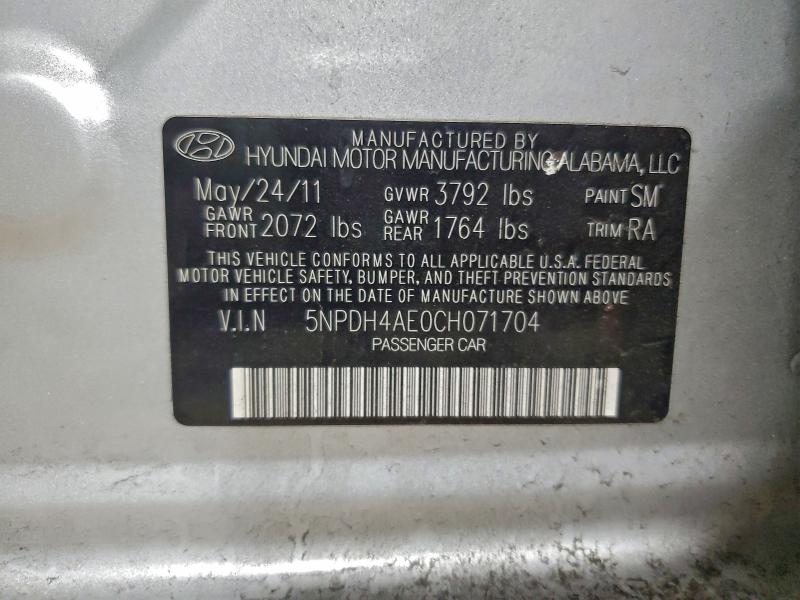 MANUFACTURED BY
HYUNDAI MOTOR MANUFACTURING ALABAMA, LLC
May/24/11 GVWR 3792 lbs PAINT SM
GAWR FRONT 2072 lbs GAWR REAR 1764 lbs TRIM RA
THIS VEHICLE CONFORMS TO ALL APPLICABLE U.S.A. FEDERAL
MOTOR VEHICLE SAFETY, BUMPER, AND THEFT PREVENTION STANDARDS
IN EFFECT ON THE DATE OF MANUFACTURE SHOWN ABOVE
V.I.N 5NPDH4AE0CH071704
PASSENGER CAR